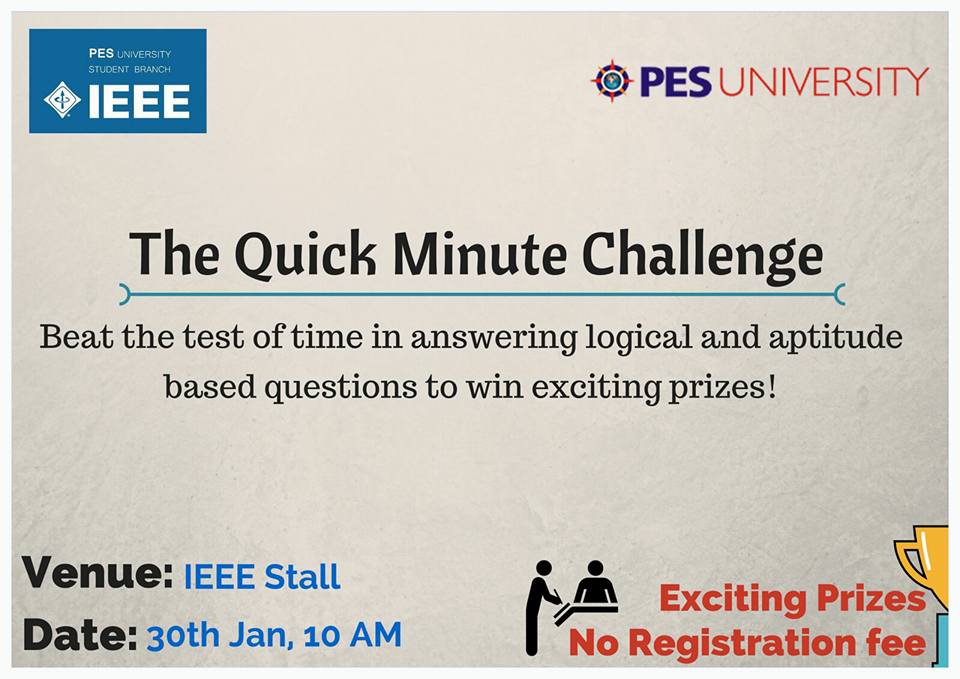 PES UNIVERSITY
STUDENT BRANCH
IEEE
PES UNIVERSITY
The Quick Minute Challenge
Beat the test of time in answering logical and aptitude
based questions to win exciting prizes!
Venue: IEEE Stall
Date: 30th Jan, 10 AM
Exciting Prizes
No Registration fee